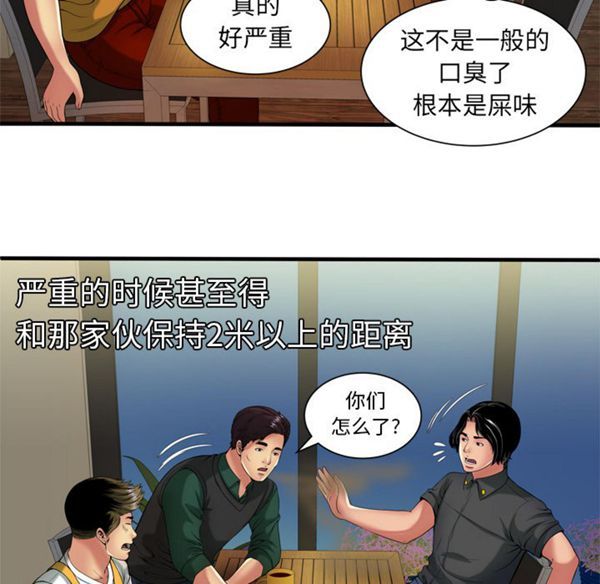 真的
好严重
这不是一般的
口臭了
根本是屎味
严重的时候甚至得
和那家伙保持2米以上的距离
你们
怎么了?